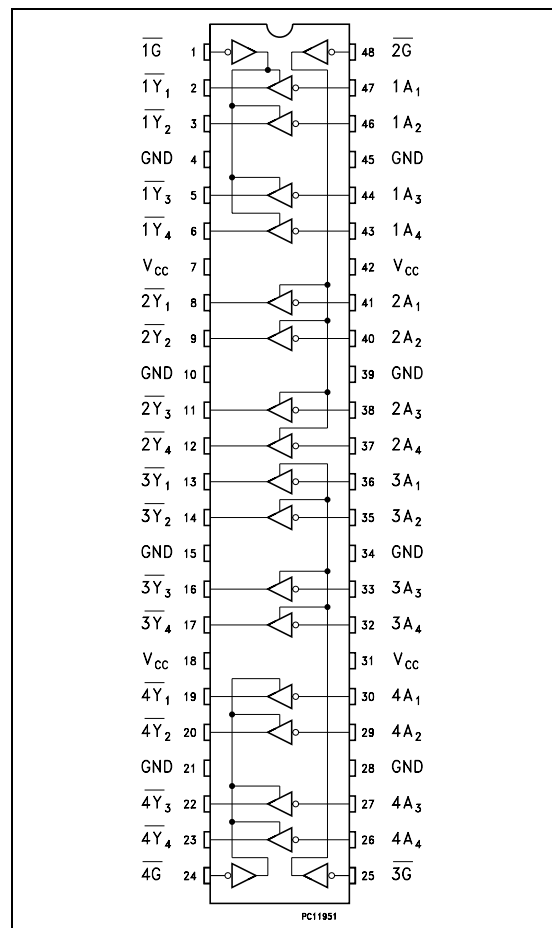 1G 1 48 2G
1Y1 2 47 1A1
1Y2 3 46 1A2
GND 4 45 GND
1Y3 5 44 1A3
1Y4 6 43 1A4
VCC 7 42 VCC
2Y1 8 41 2A1
2Y2 9 40 2A2
GND 10 39 GND
2Y3 11 38 2A3
2Y4 12 37 2A4
3Y1 13 36 3A1
3Y2 14 35 3A2
GND 15 34 GND
3Y3 16 33 3A3
3Y4 17 32 3A4
VCC 18 31 VCC
4Y1 19 30 4A1
4Y2 20 29 4A2
GND 21 28 GND
4Y3 22 27 4A3
4Y4 23 26 4A4
4G 24 25 3G
PC11951